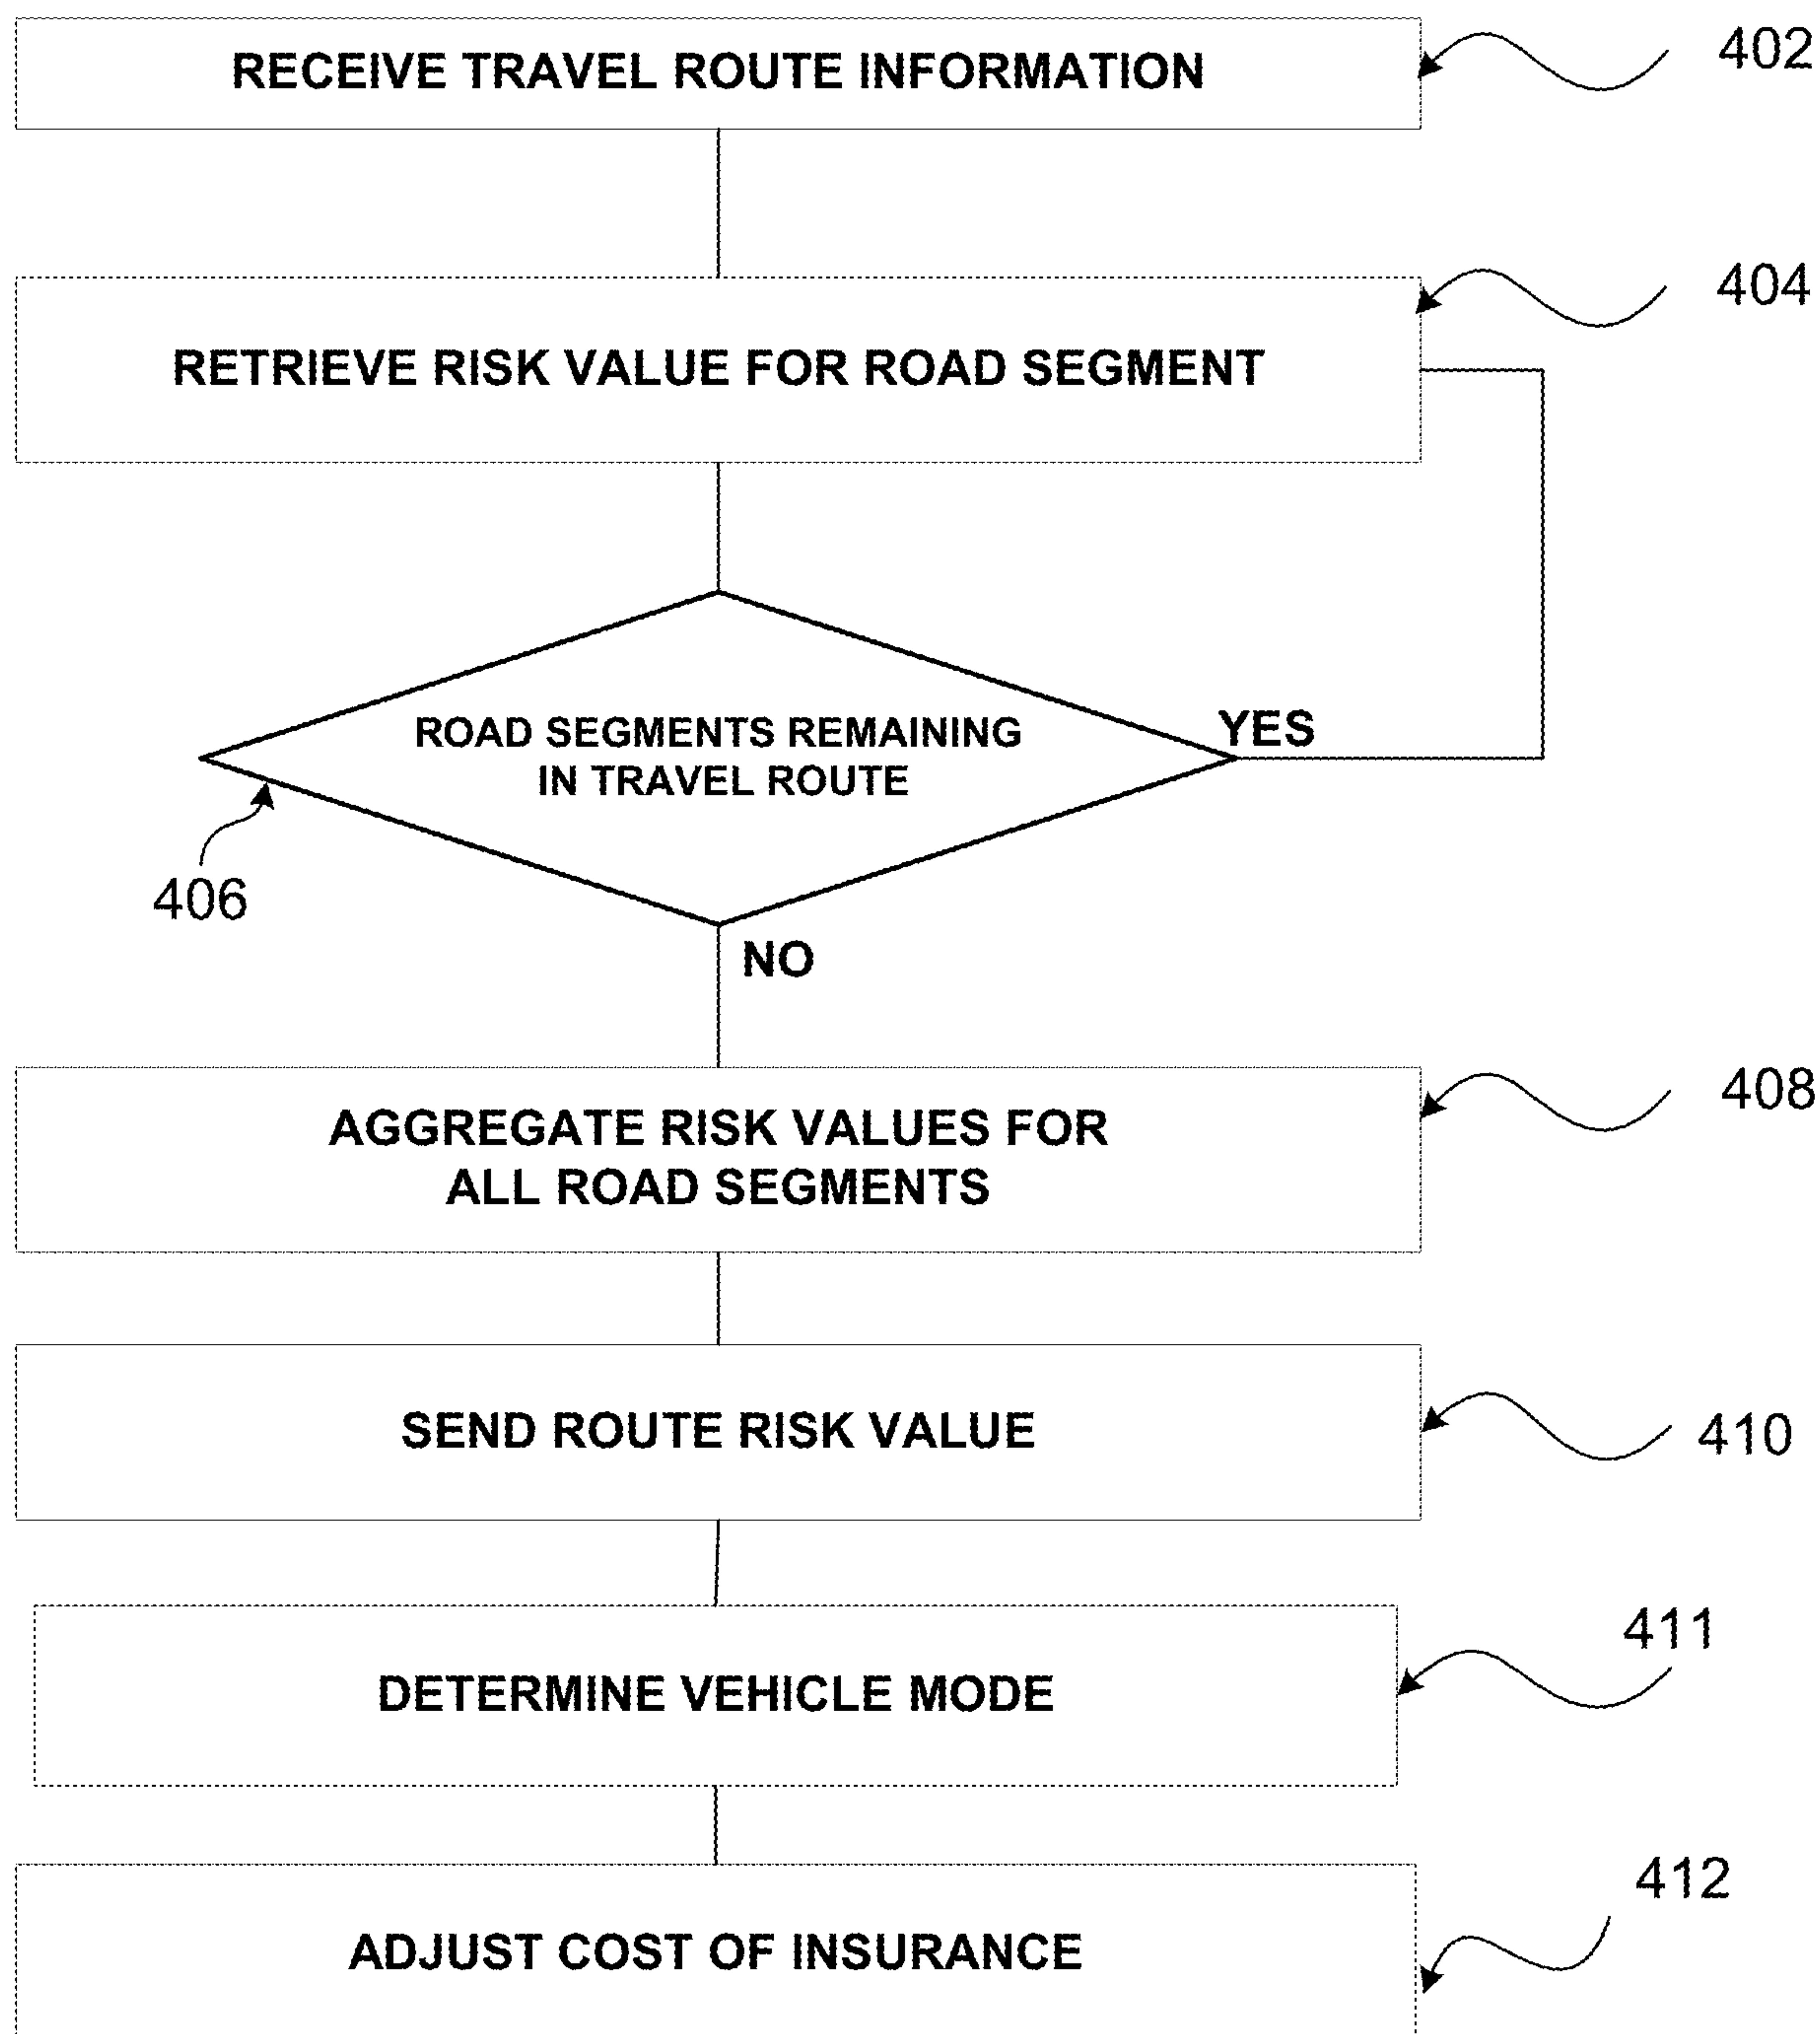 RECEIVE TRAVEL ROUTE INFORMATION
402
404
RETRIEVE RISK VALUE FOR ROAD SEGMENT
ROAD SEGMENTS REMAINING
IN TRAVEL ROUTE
YES
406
NO
408
AGGREGATE RISK VALUES FOR
ALL ROAD SEGMENTS
SEND ROUTE RISK VALUE
410
411
DETERMINE VEHICLE MODE
412
ADJUST COST OF INSURANCE